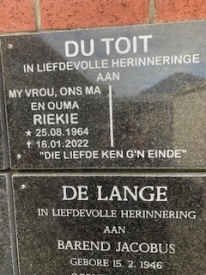 DU TOIT
IN LIEFDEVOLLE HERINNERINGE
AAN
MY VROU, ONS MA
EN OUMA
RIEKIE
★ 25.08.1964
† 16.01.2022
"DIE LIEFDE KEN G'N EINDE"
DE LANGE
IN LIEFDEVOLLE HERINNERING
AAN
BAREND JACOBUS
GEBORE 15. 2. 1946